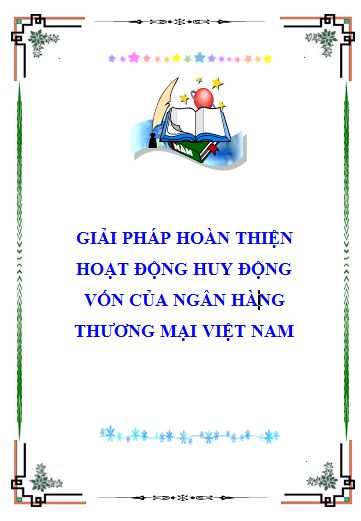 GIẢI PHÁP HOÀN THIỆN
HOẠT ĐỘNG HUY ĐỘNG
VỐN CỦA NGÂN HÀNG
THƯƠNG MẠI VIỆT NAM